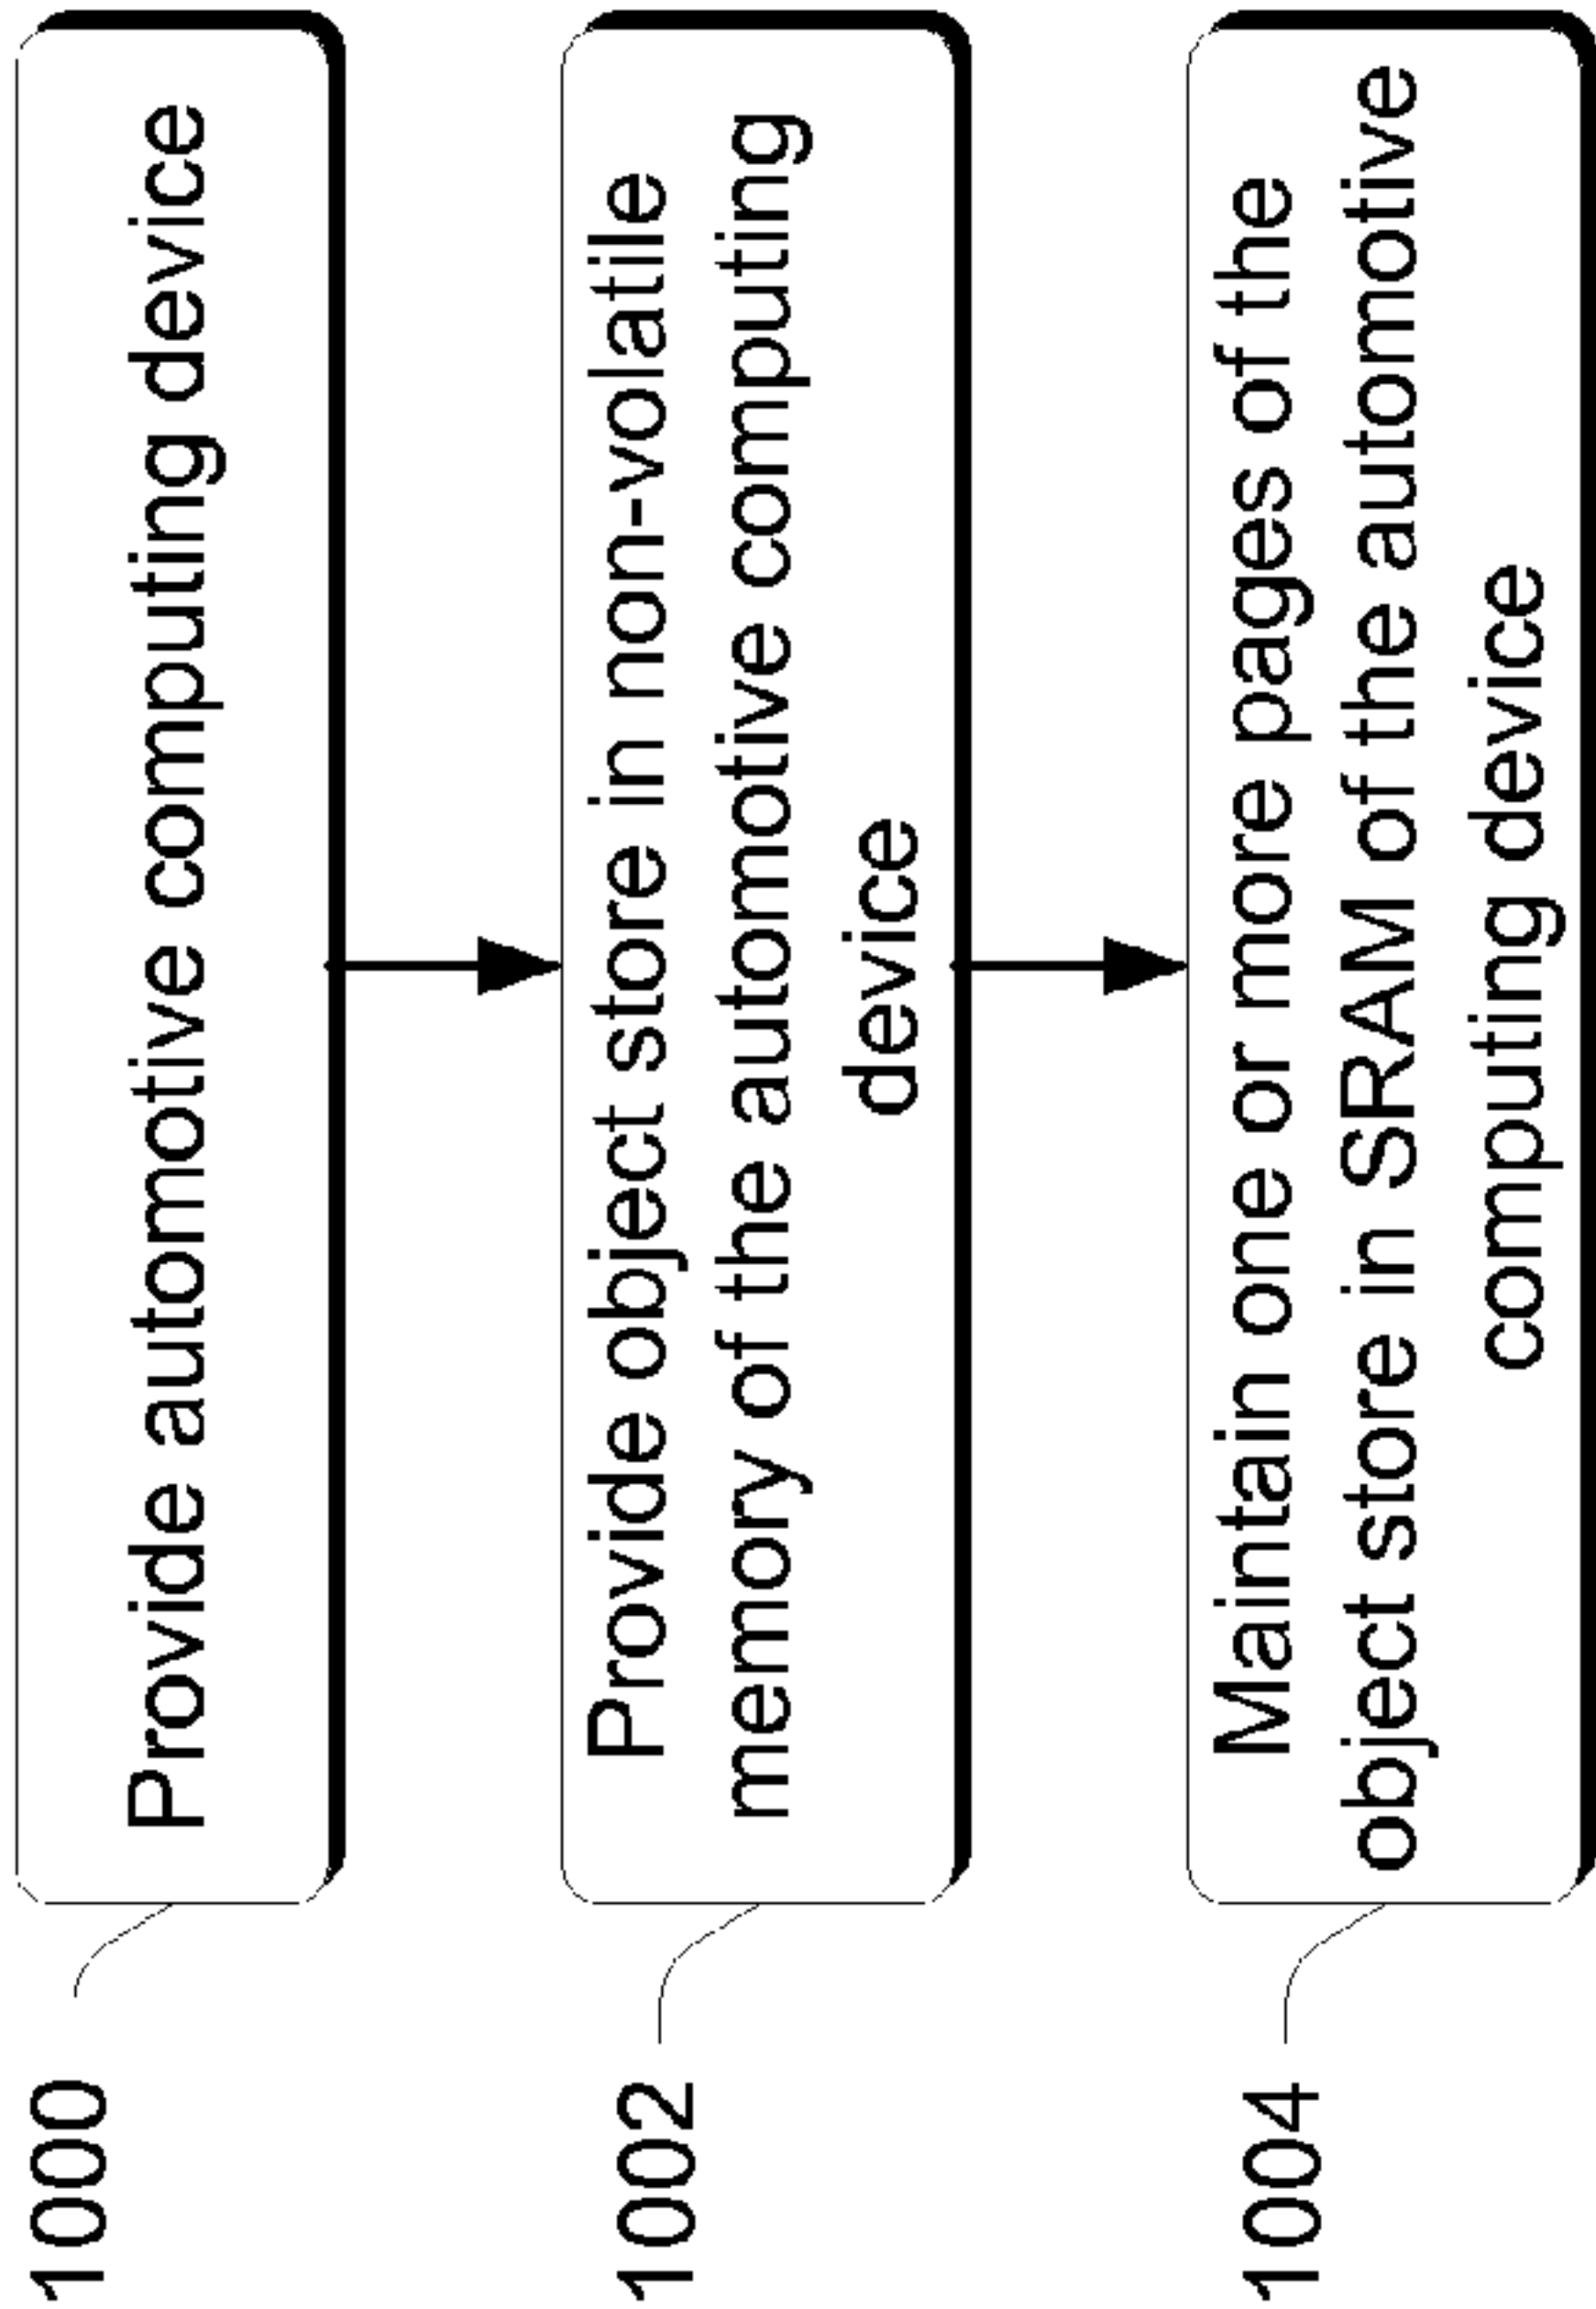 1000
Provide automotive computing device
1002
Provide object store in non-volatile
memory of the automotive computing
device
1004
Maintain one or more pages of the
object store in SRAM of the automotive
computing device